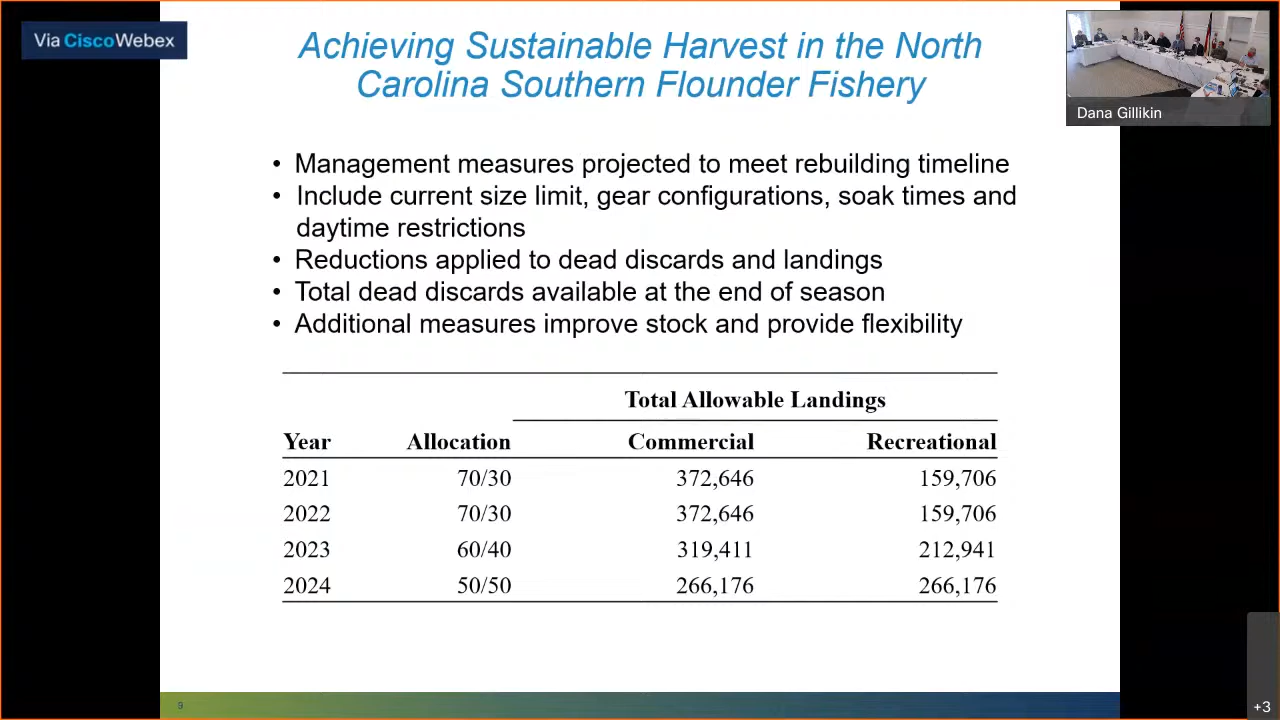 Via CiscoWebex
Achieving Sustainable Harvest in the North
Carolina Southern Flounder Fishery
Dana Gillikin
• Management measures projected to meet rebuilding timeline
• Include current size limit, gear configurations, soak times and
daytime restrictions
• Reductions applied to dead discards and landings
• Total dead discards available at the end of season
• Additional measures improve stock and provide flexibility
Total Allowable Landings
Year Allocation Commercial Recreational
2021 70/30 372,646 159,706
2022 70/30 372,646 159,706
2023 60/40 319,411 212,941
2024 50/50 266,176 266,176
9
+3